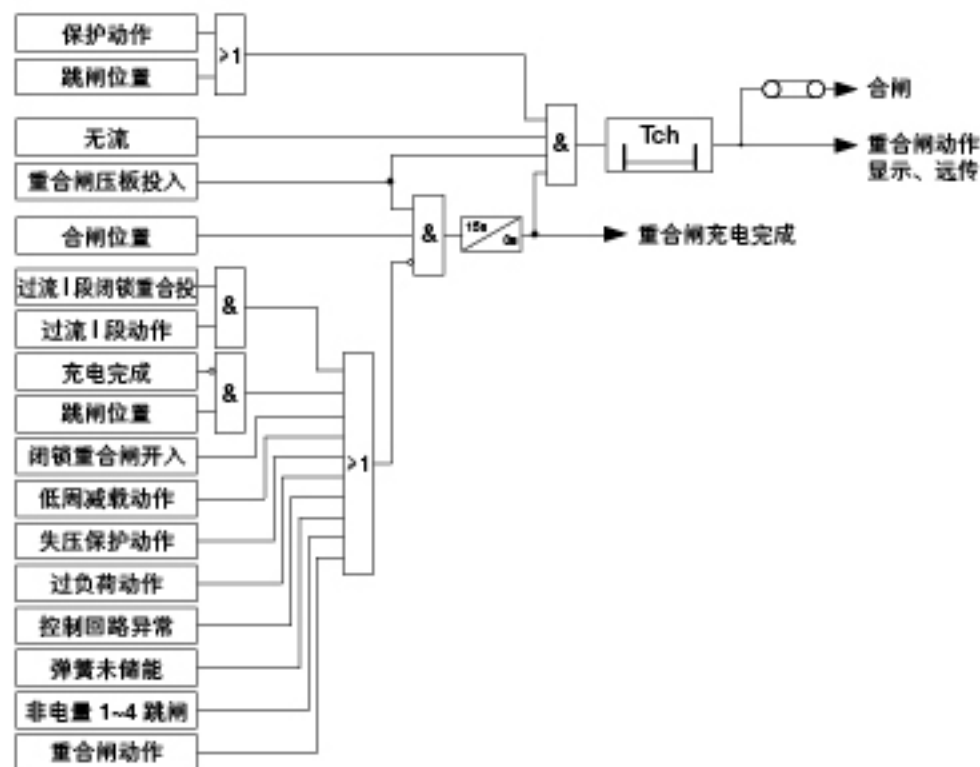 保护动作
跳闸位置
≥1
无流
重合闸压板投入
合闸位置
&
15s
0s
&
Tch
合闸
重合闸动作
显示、远传
重合闸充电完成
过流 I 段闭锁重合投
过流 I 段动作
&
充电完成
跳闸位置
&
闭锁重合闸开入
低周减载动作
失压保护动作
过负荷动作
控制回路异常
弹簧未储能
非电量 1~4 跳闸
重合闸动作
≥1